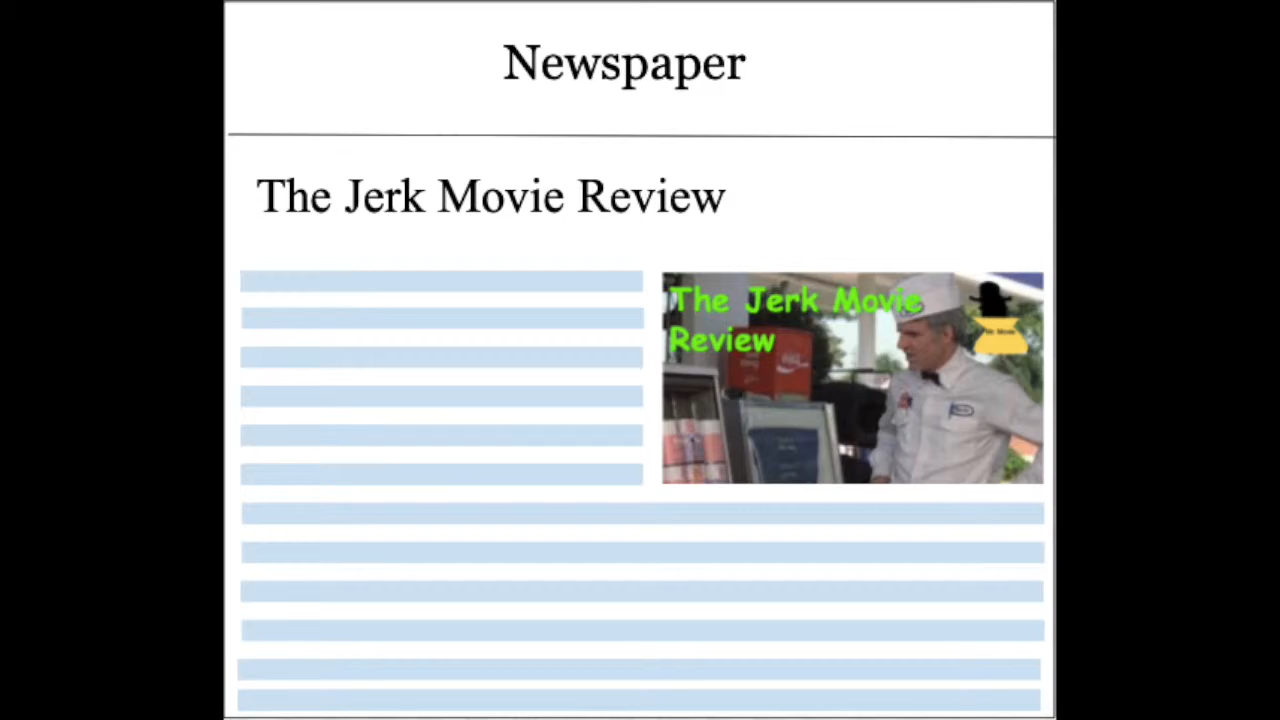 Newspaper
The Jerk Movie Review
The Jerk Movie
Review